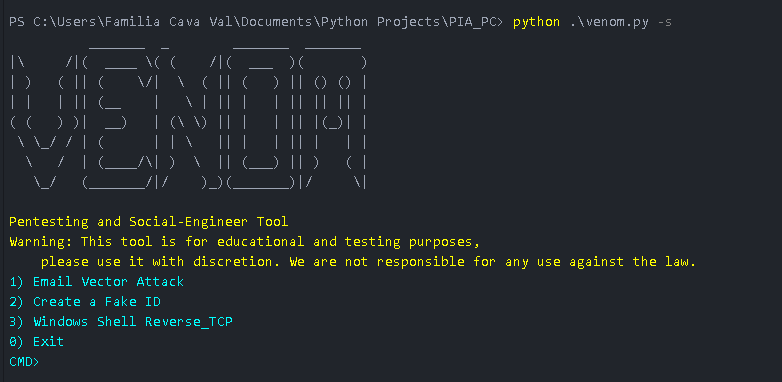 PS C:\Users\Familia Cava Val\Documents\Python Projects\PIA_PC> python .\venom.py -s
VENOM
Pentesting and Social-Engineer Tool
Warning: This tool is for educational and testing purposes,
please use it with discretion. We are not responsible for any use against the law.
1) Email Vector Attack
2) Create a Fake ID
3) Windows Shell Reverse_TCP
0) Exit
CMD>